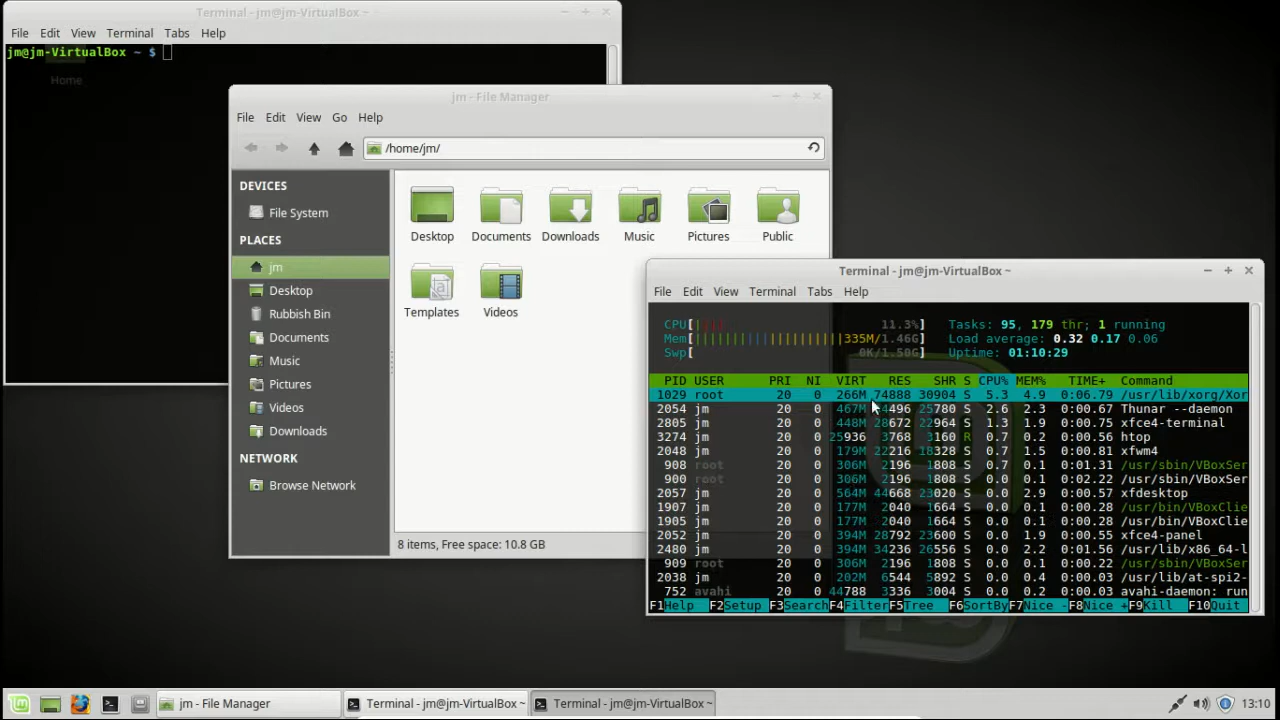 Terminal - jm@jm-VirtualBox ~
File Edit View Terminal Tabs Help
jm@jm-VirtualBox ~ $
Home
jm - File Manager
File Edit View Go Help
/home/jm/
DEVICES
File System
PLACES
jm
Desktop
Rubbish Bin
Documents
Music
Pictures
Videos
Downloads
NETWORK
Browse Network
Desktop Documents Downloads Music Pictures Public
Templates Videos
8 items, Free space: 10.8 GB
Terminal - jm@jm-VirtualBox ~
File Edit View Terminal Tabs Help
CPU[|||| 11.3%] Tasks: 95, 179 thr; 1 running
Mem[||||||||||||||||||||335M/1.46G] Load average: 0.32 0.17 0.06
Swp[ 0K/1.50G] Uptime: 01:10:29
PID USER PRI NI VIRT RES SHR S CPU% MEM% TIME+ Command
1029 root 20 0 266M 74888 30904 S 5.3 4.9 0:06.79 /usr/lib/xorg/Xor
2054 jm 20 0 467M 4496 25780 S 2.6 2.3 0:00.67 Thunar --daemon
2805 jm 20 0 448M 28672 22964 S 1.3 1.9 0:00.75 xfce4-terminal
3274 jm 20 0 25936 3768 3160 R 0.7 0.2 0:00.56 htop
2048 jm 20 0 179M 22216 18328 S 0.7 1.5 0:00.81 xfwm4
908 root 20 0 306M 2196 1808 S 0.7 0.1 0:01.31 /usr/sbin/VBoxSer
900 root 20 0 306M 2196 1808 S 0.7 0.1 0:02.22 /usr/sbin/VBoxSer
2057 jm 20 0 564M 44668 23020 S 0.7 2.9 0:00.57 xfdesktop
1907 jm 20 0 177M 2040 1664 S 0.0 0.1 0:00.28 /usr/bin/VBoxClie
1905 jm 20 0 177M 2040 1664 S 0.0 0.1 0:00.28 /usr/bin/VBoxClie
2052 jm 20 0 394M 28792 23600 S 0.0 1.9 0:00.55 xfce4-panel
2480 jm 20 0 394M 34236 26556 S 0.0 2.2 0:01.56 /usr/lib/x86_64-l
909 root 20 0 306M 2196 1808 S 0.0 0.1 0:00.22 /usr/sbin/VBoxSer
2038 jm 20 0 202M 6544 5892 S 0.0 0.4 0:00.03 /usr/lib/at-spi2-
752 avahi 20 0 44788 3336 3004 S 0.0 0.2 0:00.03 avahi-daemon: run
F1Help F2Setup F3Search F4Filter F5Tree F6SortBy F7Nice - F8Nice + F9Kill F10Quit
jm - File Manager Terminal - jm@jm-VirtualBox ~ Terminal - jm@jm-VirtualBox ~ 13:10